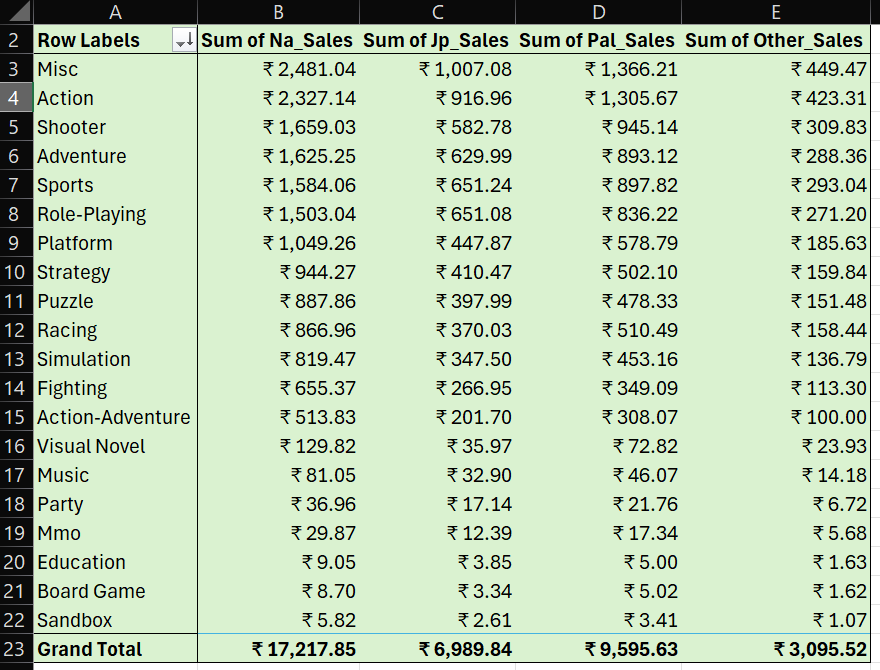 A B C D E
2 Row Labels Sum of Na_Sales Sum of Jp_Sales Sum of Pal_Sales Sum of Other_Sales
3 Misc ₹ 2,481.04 ₹ 1,007.08 ₹ 1,366.21 ₹ 449.47
4 Action ₹ 2,327.14 ₹ 916.96 ₹ 1,305.67 ₹ 423.31
5 Shooter ₹ 1,659.03 ₹ 582.78 ₹ 945.14 ₹ 309.83
6 Adventure ₹ 1,625.25 ₹ 629.99 ₹ 893.12 ₹ 288.36
7 Sports ₹ 1,584.06 ₹ 651.24 ₹ 897.82 ₹ 293.04
8 Role-Playing ₹ 1,503.04 ₹ 651.08 ₹ 836.22 ₹ 271.20
9 Platform ₹ 1,049.26 ₹ 447.87 ₹ 578.79 ₹ 185.63
10 Strategy ₹ 944.27 ₹ 410.47 ₹ 502.10 ₹ 159.84
11 Puzzle ₹ 887.86 ₹ 397.99 ₹ 478.33 ₹ 151.48
12 Racing ₹ 866.96 ₹ 370.03 ₹ 510.49 ₹ 158.44
13 Simulation ₹ 819.47 ₹ 347.50 ₹ 453.16 ₹ 136.79
14 Fighting ₹ 655.37 ₹ 266.95 ₹ 349.09 ₹ 113.30
15 Action-Adventure ₹ 513.83 ₹ 201.70 ₹ 308.07 ₹ 100.00
16 Visual Novel ₹ 129.82 ₹ 35.97 ₹ 72.82 ₹ 23.93
17 Music ₹ 81.05 ₹ 32.90 ₹ 46.07 ₹ 14.18
18 Party ₹ 36.96 ₹ 17.14 ₹ 21.76 ₹ 6.72
19 Mmo ₹ 29.87 ₹ 12.39 ₹ 17.34 ₹ 5.68
20 Education ₹ 9.05 ₹ 3.85 ₹ 5.00 ₹ 1.63
21 Board Game ₹ 8.70 ₹ 3.34 ₹ 5.02 ₹ 1.62
22 Sandbox ₹ 5.82 ₹ 2.61 ₹ 3.41 ₹ 1.07
23 Grand Total ₹ 17,217.85 ₹ 6,989.84 ₹ 9,595.63 ₹ 3,095.52